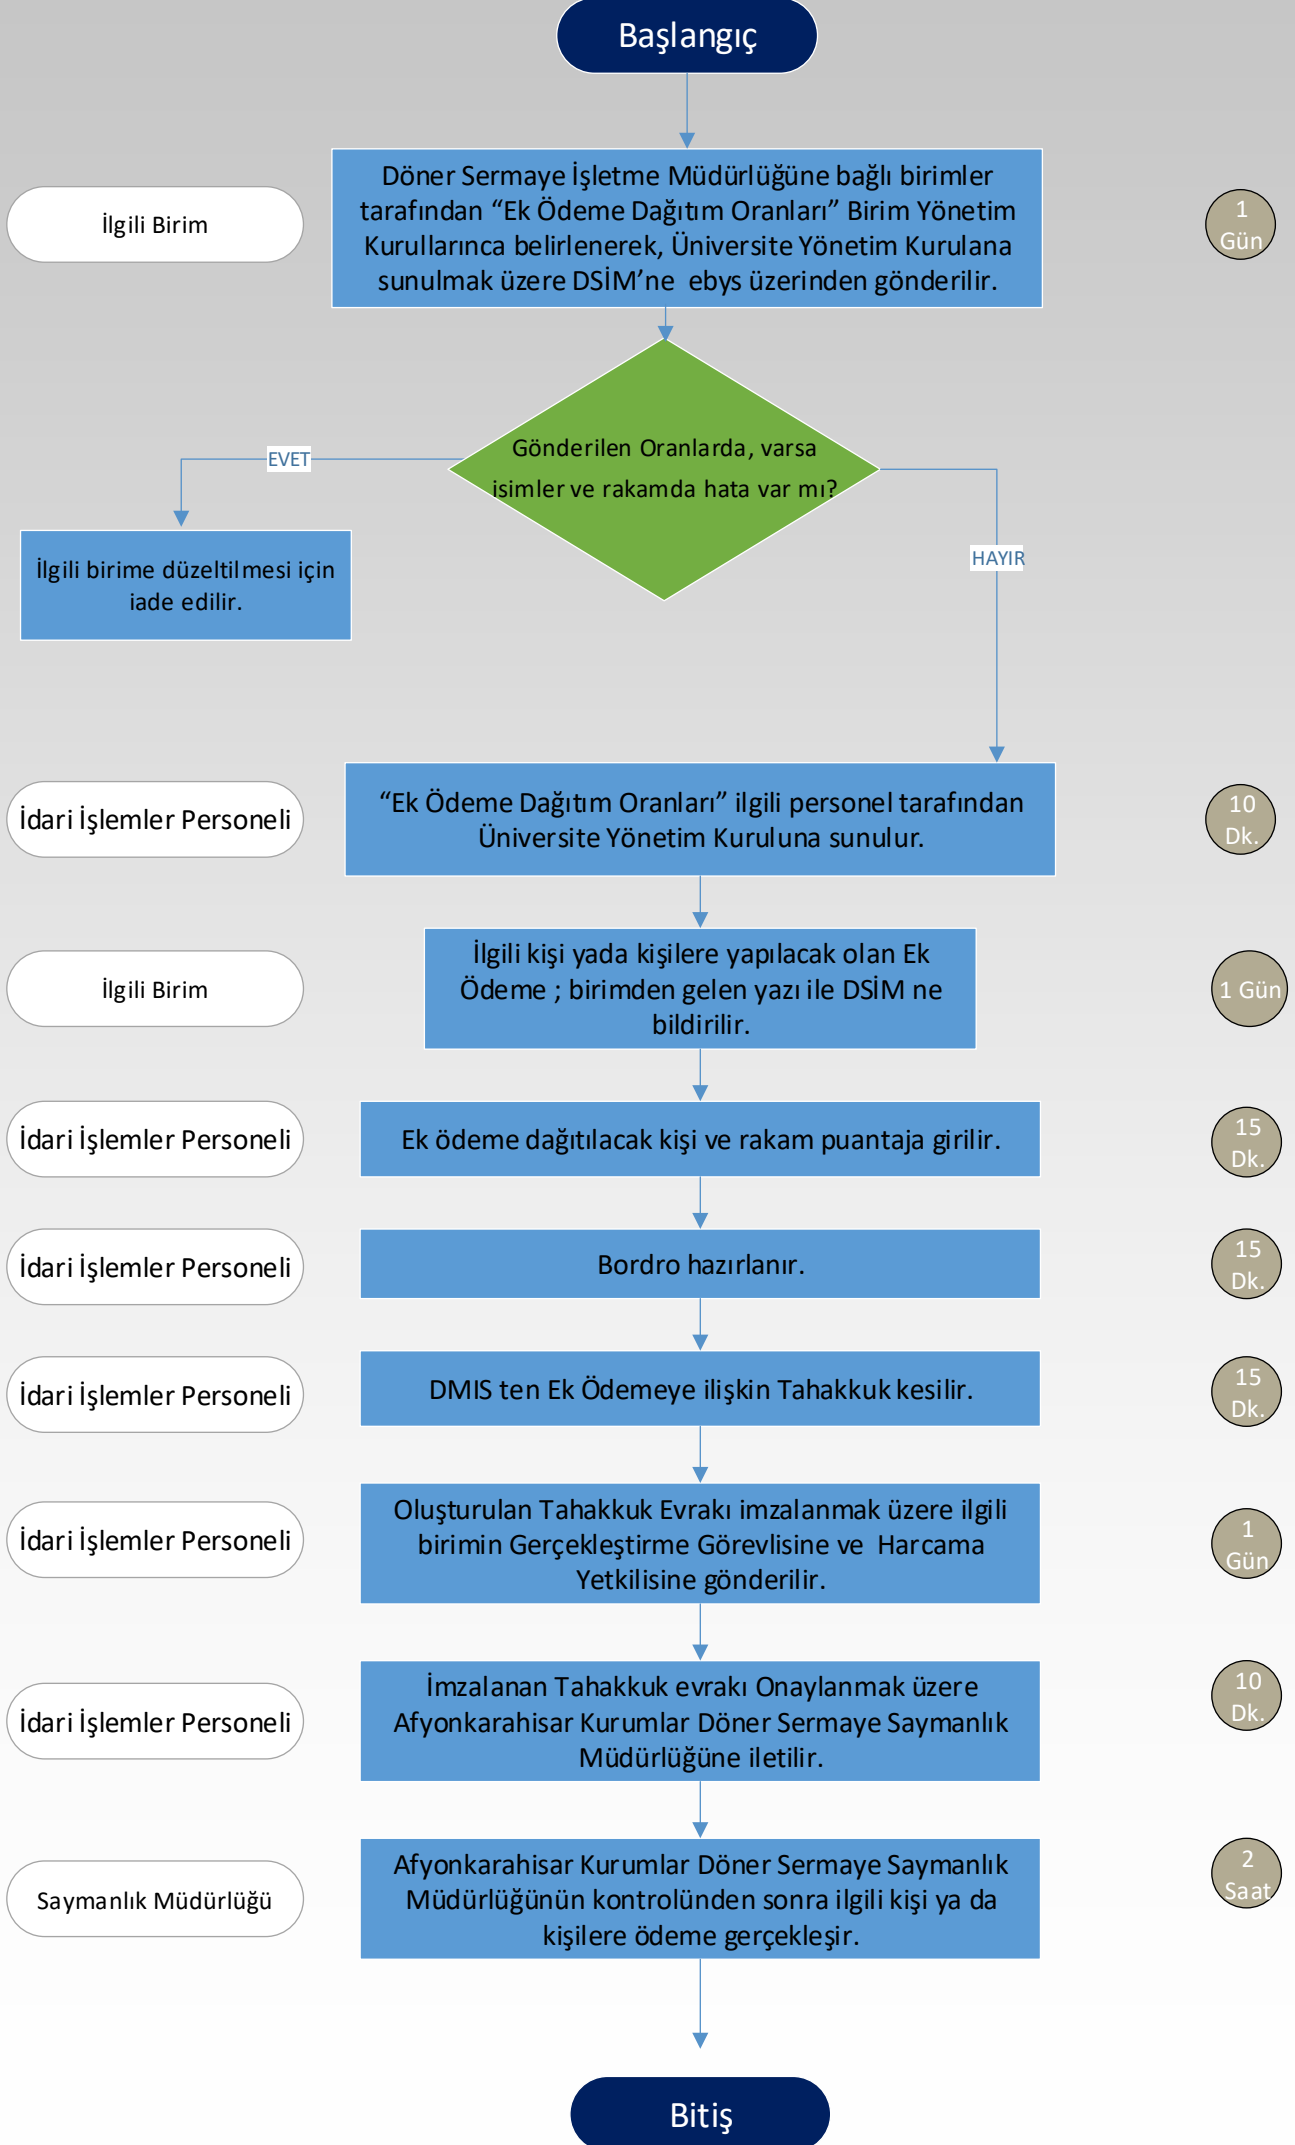 Başlangıç
Döner Sermaye İşletme Müdürlüğüne bağlı birimler
tarafından “Ek Ödeme Dağıtım Oranları” Birim Yönetim
Kurullarınca belirlenerek, Üniversite Yönetim Kurulana
sunulmak üzere DSİM’ne ebys üzerinden gönderilir.
İlgili Birim
1
Gün
Gönderilen Oranlarda, varsa
isimler ve rakamda hata var mı?
EVET
HAYIR
İlgili birime düzeltilmesi için
iade edilir.
İdari İşlemler Personeli
“Ek Ödeme Dağıtım Oranları” ilgili personel tarafından
Üniversite Yönetim Kuruluna sunulur.
10
Dk.
İlgili Birim
İlgili kişi yada kişilere yapılacak olan Ek
Ödeme ; birimden gelen yazı ile DSİM ne
bildirilir.
1 Gün
İdari İşlemler Personeli
Ek ödeme dağıtılacak kişi ve rakam puantaja girilir.
15
Dk.
İdari İşlemler Personeli
Bordro hazırlanır.
15
Dk.
İdari İşlemler Personeli
DMIS ten Ek Ödemeye ilişkin Tahakkuk kesilir.
15
Dk.
İdari İşlemler Personeli
Oluşturulan Tahakkuk Evrakı imzalanmak üzere ilgili
birimin Gerçekleştirme Görevlisine ve Harcama
Yetkilisine gönderilir.
1
Gün
İdari İşlemler Personeli
İmzalanan Tahakkuk evrakı Onaylanmak üzere
Afyonkarahisar Kurumlar Döner Sermaye Saymanlık
Müdürlüğüne iletilir.
10
Dk.
Saymanlık Müdürlüğü
Afyonkarahisar Kurumlar Döner Sermaye Saymanlık
Müdürlüğünün kontrolünden sonra ilgili kişi ya da
kişilere ödeme gerçekleşir.
2
Saat
Bitiş